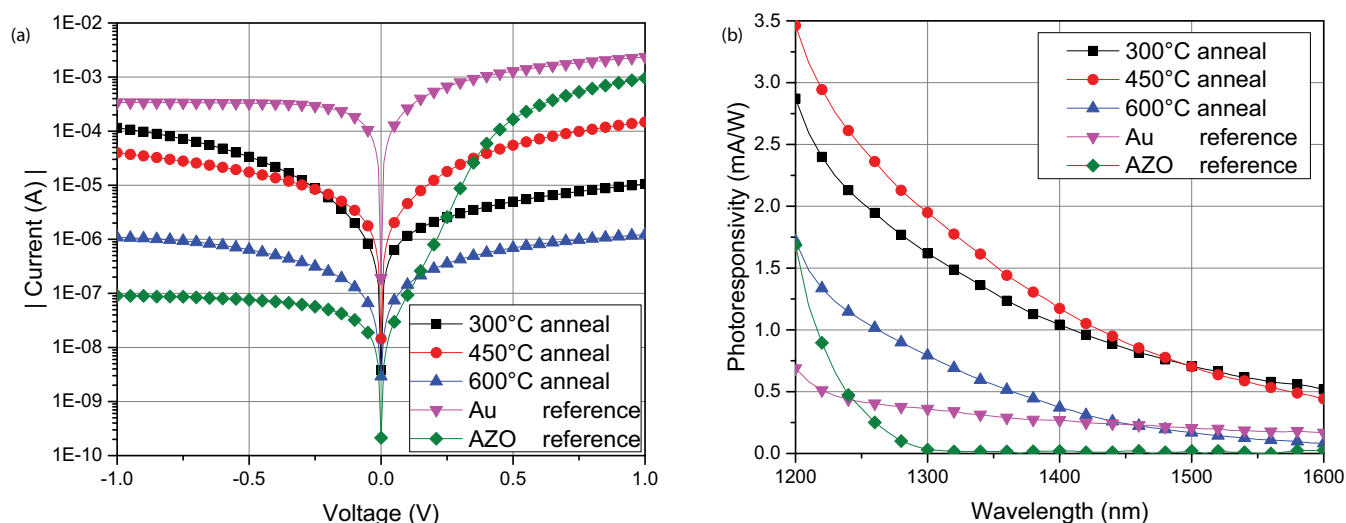 (a)
| Current (A) |
1E-02
1E-03
1E-04
1E-05
1E-06
1E-07
1E-08
1E-09
1E-10
300°C anneal
450°C anneal
600°C anneal
Au reference
AZO reference
-1.0 -0.5 0.0 0.5 1.0
Voltage (V)
(b)
Photoresponsivity (mA/W)
3.5
3.0
2.5
2.0
1.5
1.0
0.5
0.0
300°C anneal
450°C anneal
600°C anneal
Au reference
AZO reference
1200 1300 1400 1500 1600
Wavelength (nm)